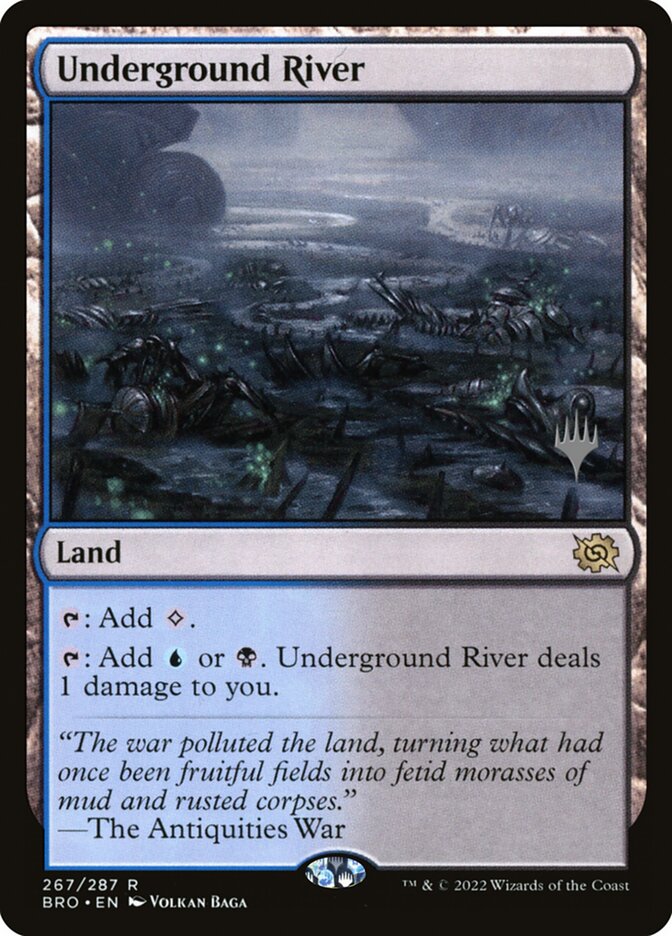 Underground River
Land
: Add .
: Add or . Underground River deals
1 damage to you.
“The war polluted the land, turning what had
once been fruitful fields into fetid morasses of
mud and rusted corpses.”
—The Antiquities War
267/287 R
BRO • EN Volkan Baga
™ & © 2022 Wizards of the Coast